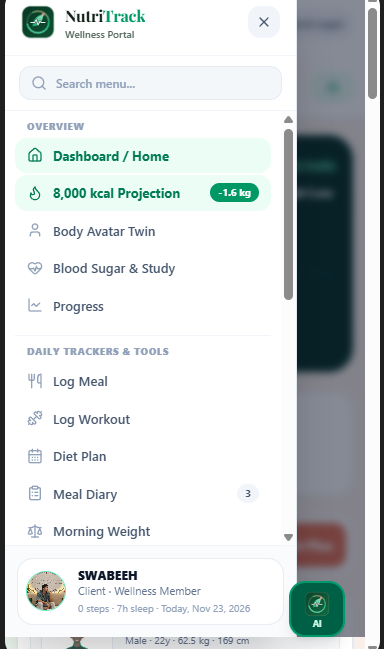 NutriTrack
Wellness Portal
Search menu...
OVERVIEW
Dashboard / Home
8,000 kcal Projection
-1.6 kg
Body Avatar Twin
Blood Sugar & Study
Progress
DAILY TRACKERS & TOOLS
Log Meal
Log Workout
Diet Plan
Meal Diary
3
Morning Weight
SWABEEH
Client · Wellness Member
0 steps · 7h sleep · Today, Nov 23, 2026
AI
Male · 22y · 62.5 kg · 169 cm